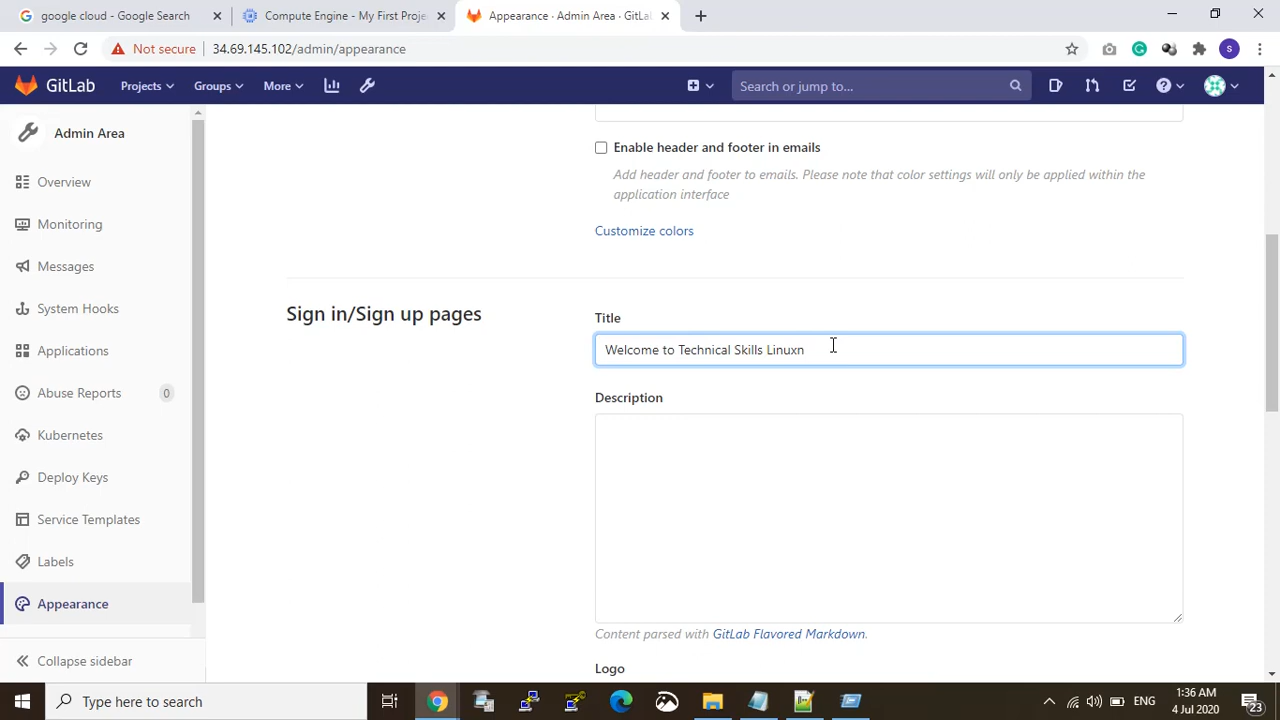 google cloud - Google Search
Compute Engine - My First Proje
Appearance · Admin Area · GitLa
Not secure
34.69.145.102/admin/appearance
S
GitLab
Projects
Groups
More
Search or jump to...
Admin Area
Overview
Monitoring
Messages
System Hooks
Applications
Abuse Reports
0
Kubernetes
Deploy Keys
Service Templates
Labels
Appearance
Collapse sidebar
Enable header and footer in emails
Add header and footer to emails. Please note that color settings will only be applied within the
application interface
Customize colors
Sign in/Sign up pages
Title
Welcome to Technical Skills Linuxn
Description
Content parsed with GitLab Flavored Markdown.
Logo
Type here to search
ENG
1:36 AM
4 Jul 2020
23